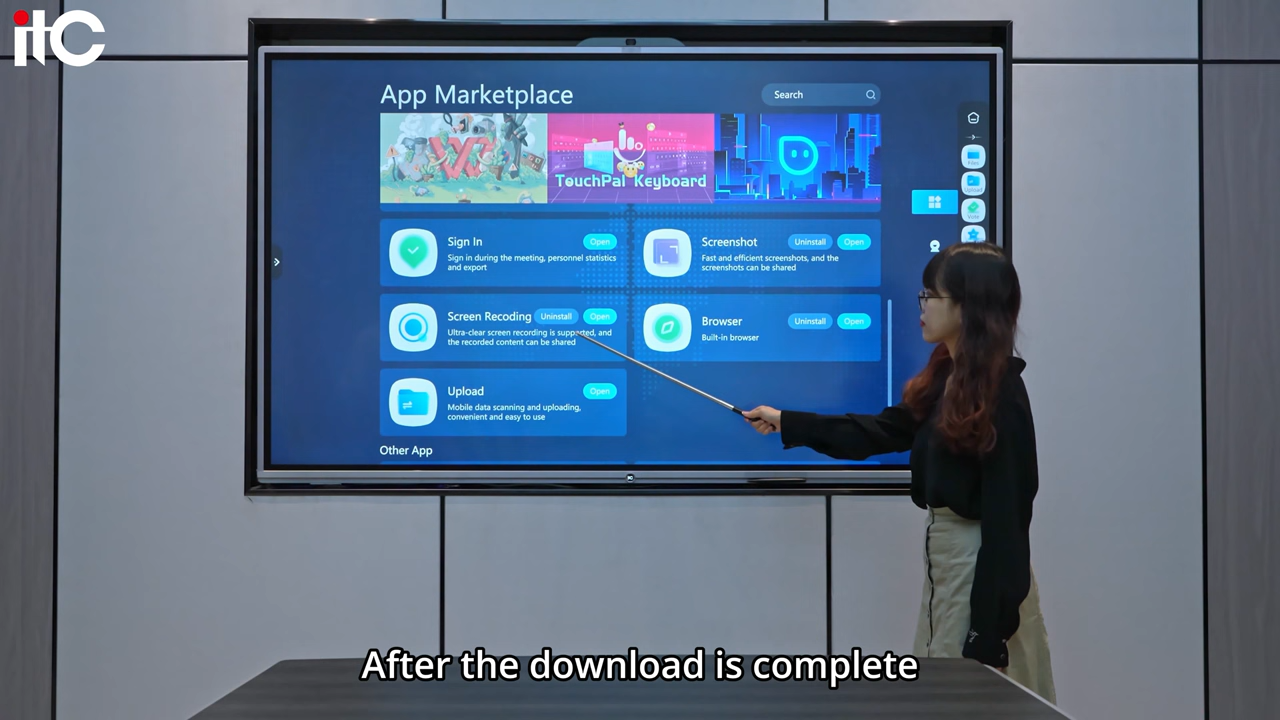 itc
App Marketplace
Search
TouchPal Keyboard
Files
Upload
Vote
Sign In
Open
Sign in during the meeting, personnel statistics
and export
Screenshot
Uninstall
Open
Fast and efficient screenshots, and the
screenshots can be shared
Screen Recoding
Uninstall
Open
Ultra-clear screen recording is supported, and
the recorded content can be shared
Browser
Uninstall
Open
Built-in browser
Upload
Open
Mobile data scanning and uploading,
convenient and easy to use
Other App
After the download is complete